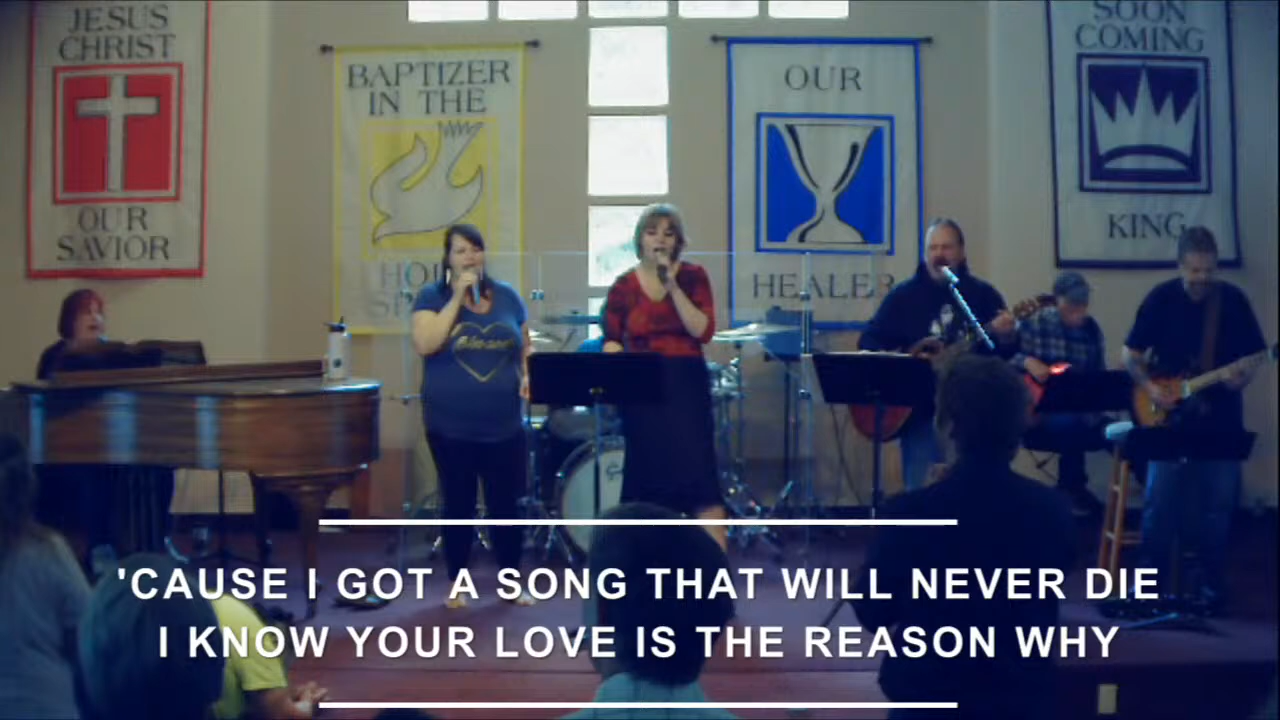 JESUS
CHRIST
OUR
SAVIOR
BAPTIZER
IN THE
HOLY
OUR
HEALER
SOON
COMING
KING
'CAUSE I GOT A SONG THAT WILL NEVER DIE
I KNOW YOUR LOVE IS THE REASON WHY